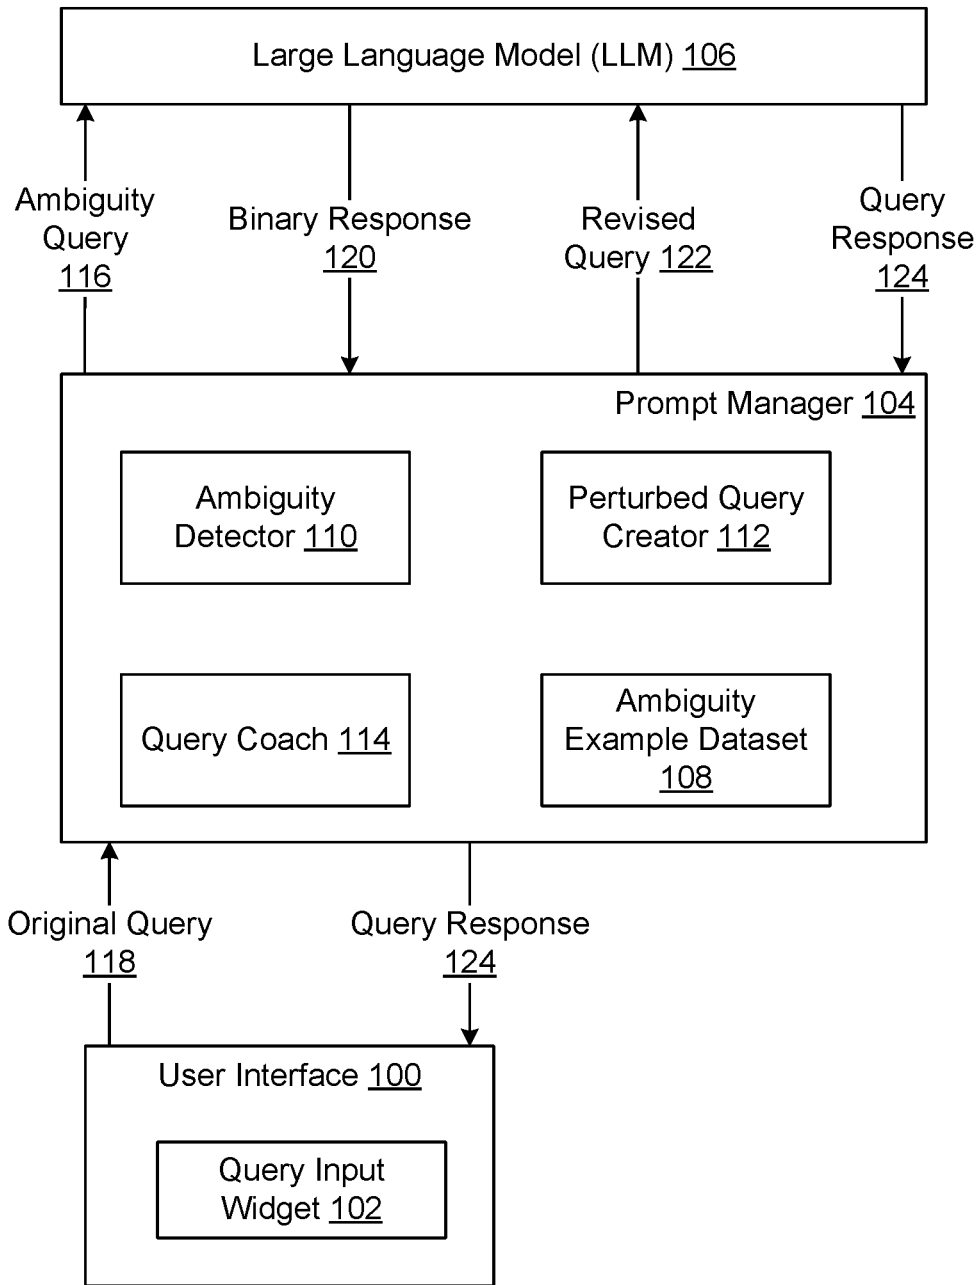 Large Language Model (LLM) 106
Ambiguity
Query
116
Binary Response
120
Revised
Query 122
Query
Response
124
Prompt Manager 104
Ambiguity
Detector 110
Perturbed Query
Creator 112
Query Coach 114
Ambiguity
Example Dataset
108
Original Query
118
Query Response
124
User Interface 100
Query Input
Widget 102